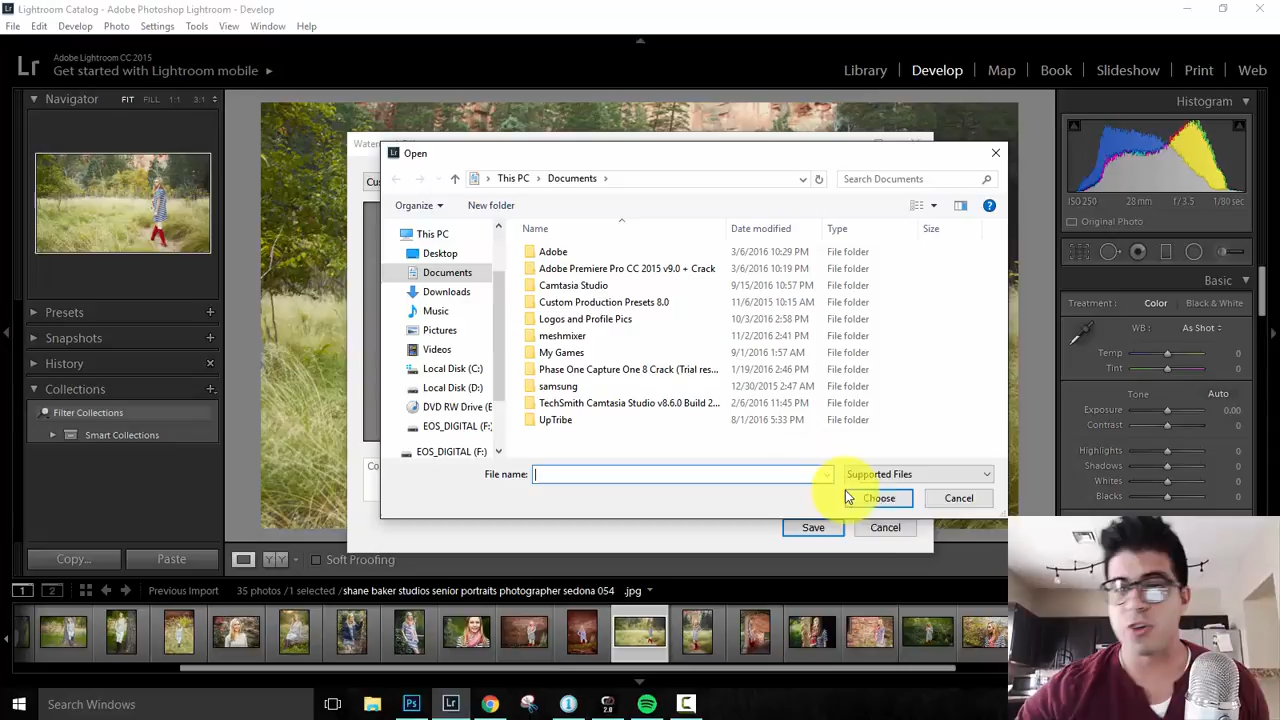 Lightroom Catalog - Adobe Photoshop Lightroom - Develop
File Edit Develop Photo Settings Tools View Window Help
Lr
Adobe Lightroom CC 2015
Get started with Lightroom mobile
Library Develop Map Book Slideshow Print Web
Navigator FIT FILL 1:1 3:1
Histogram
Lr Open
This PC > Documents >
Search Documents
Organize New folder
Name Date modified Type Size
This PC
Desktop
Documents
Downloads
Music
Pictures
Videos
Local Disk (C:)
Local Disk (D:)
DVD RW Drive (E
EOS_DIGITAL (F:)
EOS_DIGITAL (F:)
Adobe 3/6/2016 10:29 PM File folder
Adobe Premiere Pro CC 2015 v9.0 + Crack 3/6/2016 10:19 PM File folder
Camtasia Studio 9/15/2016 10:57 PM File folder
Custom Production Presets 8.0 11/6/2015 10:15 AM File folder
Logos and Profile Pics 10/3/2016 2:58 PM File folder
meshmixer 11/2/2016 2:41 PM File folder
My Games 9/1/2016 1:57 AM File folder
Phase One Capture One 8 Crack (Trial res... 1/19/2016 2:46 PM File folder
samsung 12/30/2015 2:47 AM File folder
TechSmith Camtasia Studio v8.6.0 Build 2... 2/6/2016 11:45 PM File folder
UpTribe 8/1/2016 5:33 PM File folder
File name:
Supported Files
Choose Cancel
Save Cancel
Presets
Snapshots
History
Collections
Filter Collections
Smart Collections
Copy... Paste
Soft Proofing
ISO 250 28 mm f / 3.5 1/80 sec
Original Photo
Basic
Treatment: Color Black & White
WB: As Shot
Temp 0
Tint 0
Tone Auto
Exposure 0.00
Contrast 0
Highlights 0
Shadows 0
Whites 0
Blacks 0
1 2 Previous Import 35 photos / 1 selected / shane baker studios senior portraits photographer sedona 054 .jpg
Search Windows
Ps Lr
2.0